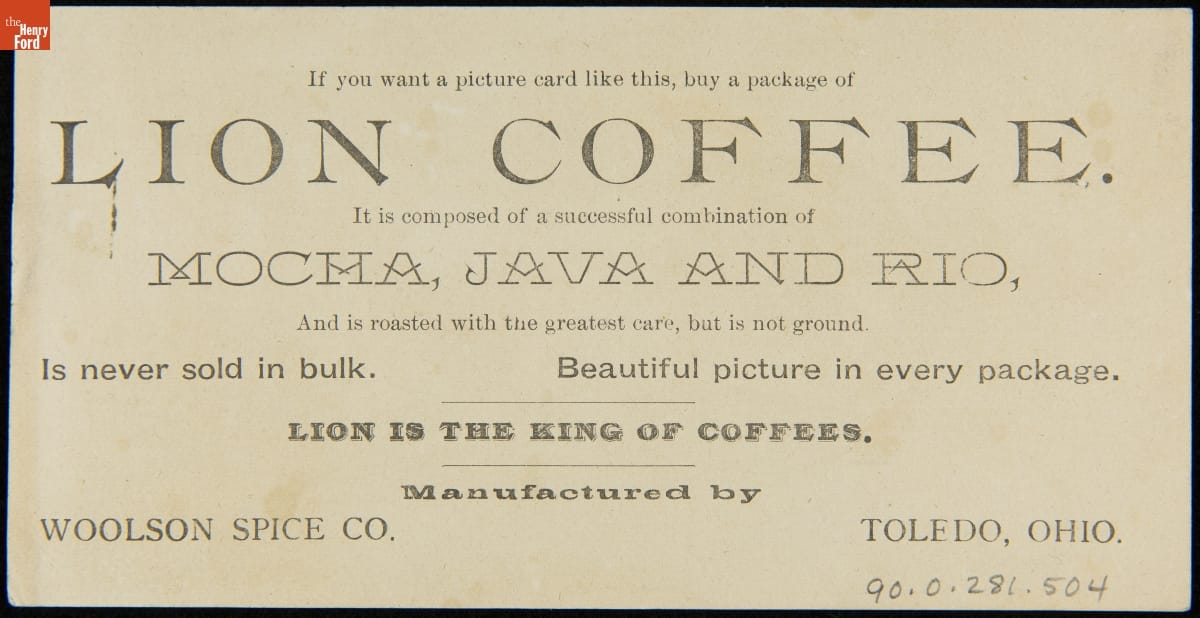 the
Henry
Ford
If you want a picture card like this, buy a package of
LION COFFEE.
It is composed of a successful combination of
MOCHA, JAVA AND RIO,
And is roasted with the greatest care, but is not ground.
Is never sold in bulk. Beautiful picture in every package.
LION IS THE KING OF COFFEES.
Manufactured by
WOOLSON SPICE CO. TOLEDO, OHIO.
90.0.281.504